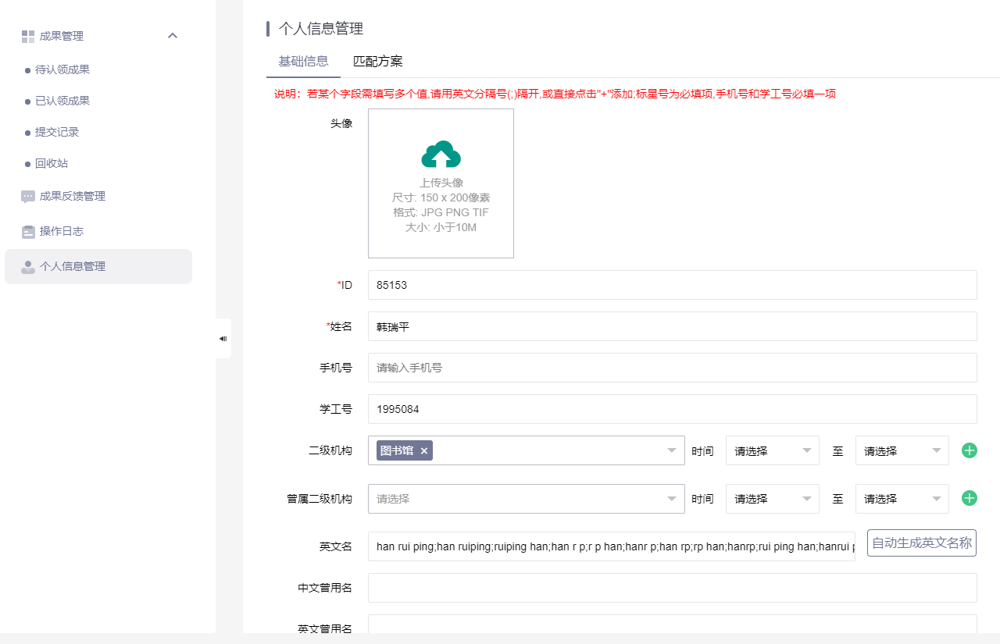 成果管理
待认领成果
已认领成果
提交记录
回收站
成果反馈管理
操作日志
个人信息管理
个人信息管理
基础信息 匹配方案
说明：若某个字段需填写多个值,请用英文分隔号(;)隔开,或直接点击"+"添加;标星号为必填项,手机号和学工号必填一项
头像
上传头像
尺寸: 150 x 200像素
格式: JPG PNG TIF
大小: 小于10M
*ID 85153
*姓名 韩瑞平
手机号 请输入手机号
学工号 1995084
二级机构 图书馆 × 时间 请选择 至 请选择
曾属二级机构 请选择 时间 请选择 至 请选择
英文名 han rui ping;han ruiping;ruiping han;han r p;r p han;hanr p;han rp;rp han;hanrp;rui ping han;hanrui p 自动生成英文名称
中文曾用名
英文曾用名